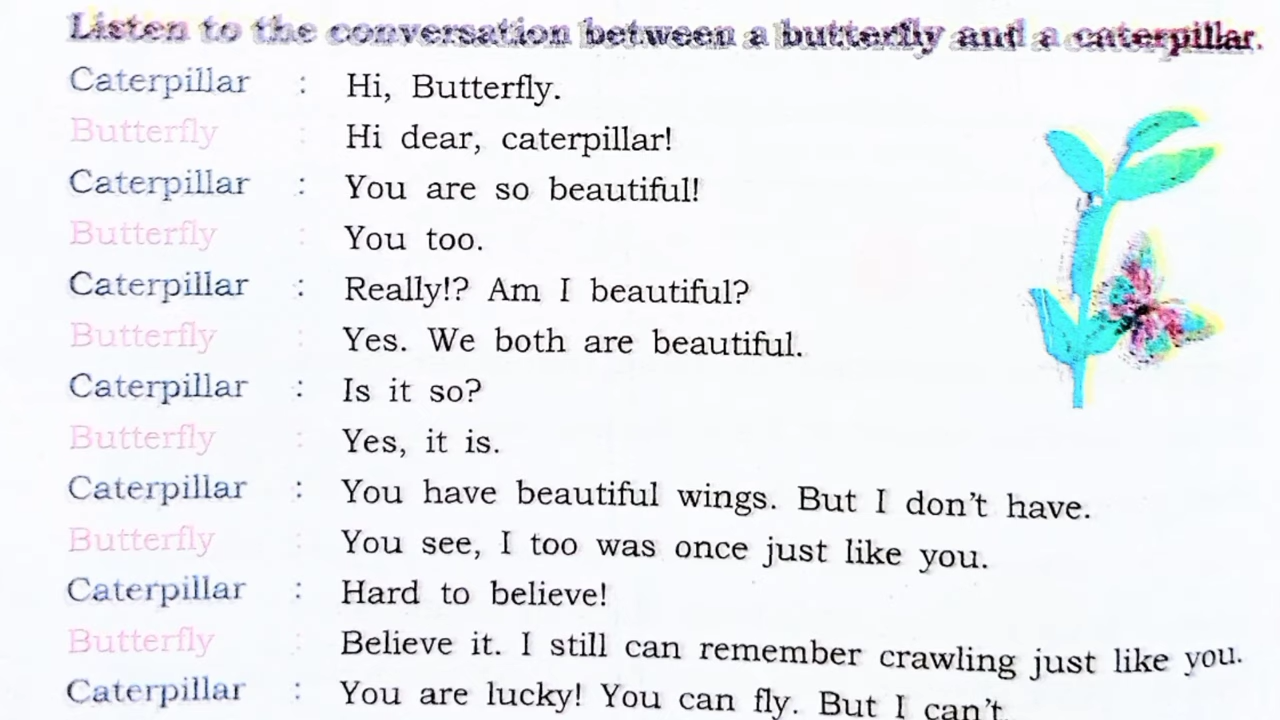 Listen to the conversation between a butterfly and a caterpillar.
Caterpillar : Hi, Butterfly.
Butterfly : Hi dear, caterpillar!
Caterpillar : You are so beautiful!
Butterfly : You too.
Caterpillar : Really!? Am I beautiful?
Butterfly : Yes. We both are beautiful.
Caterpillar : Is it so?
Butterfly : Yes, it is.
Caterpillar : You have beautiful wings. But I don't have.
Butterfly : You see, I too was once just like you.
Caterpillar : Hard to believe!
Butterfly : Believe it. I still can remember crawling just like you.
Caterpillar : You are lucky! You can fly. But I can't.